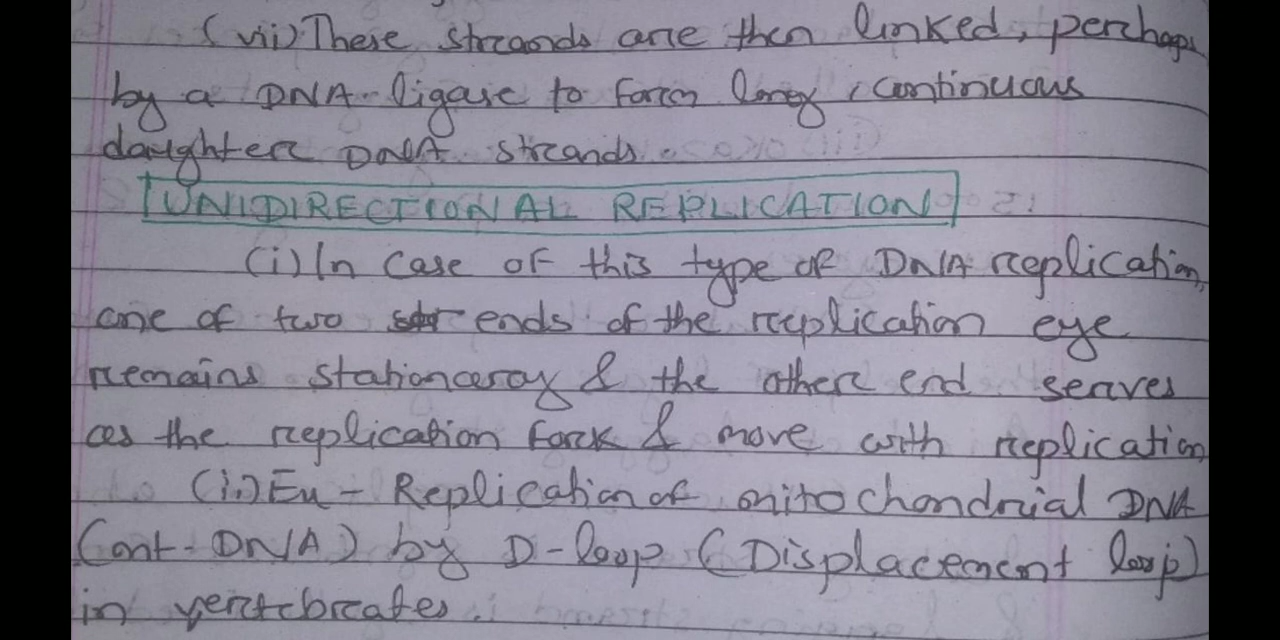 (vii) These strands are then linked, perhaps
by a DNA ligase to form long, continuous
daughter DNA strands.
UNIDIRECTIONAL REPLICATION
(i) In case of this type of DNA replication,
one of two ends of the replication eye
remains stationary & the other end serves
as the replication fork & move with replication
(ii) Eu - Replication of mitochondrial DNA
(mt-DNA) by D-loop (Displacement loop)
in vertebrates.